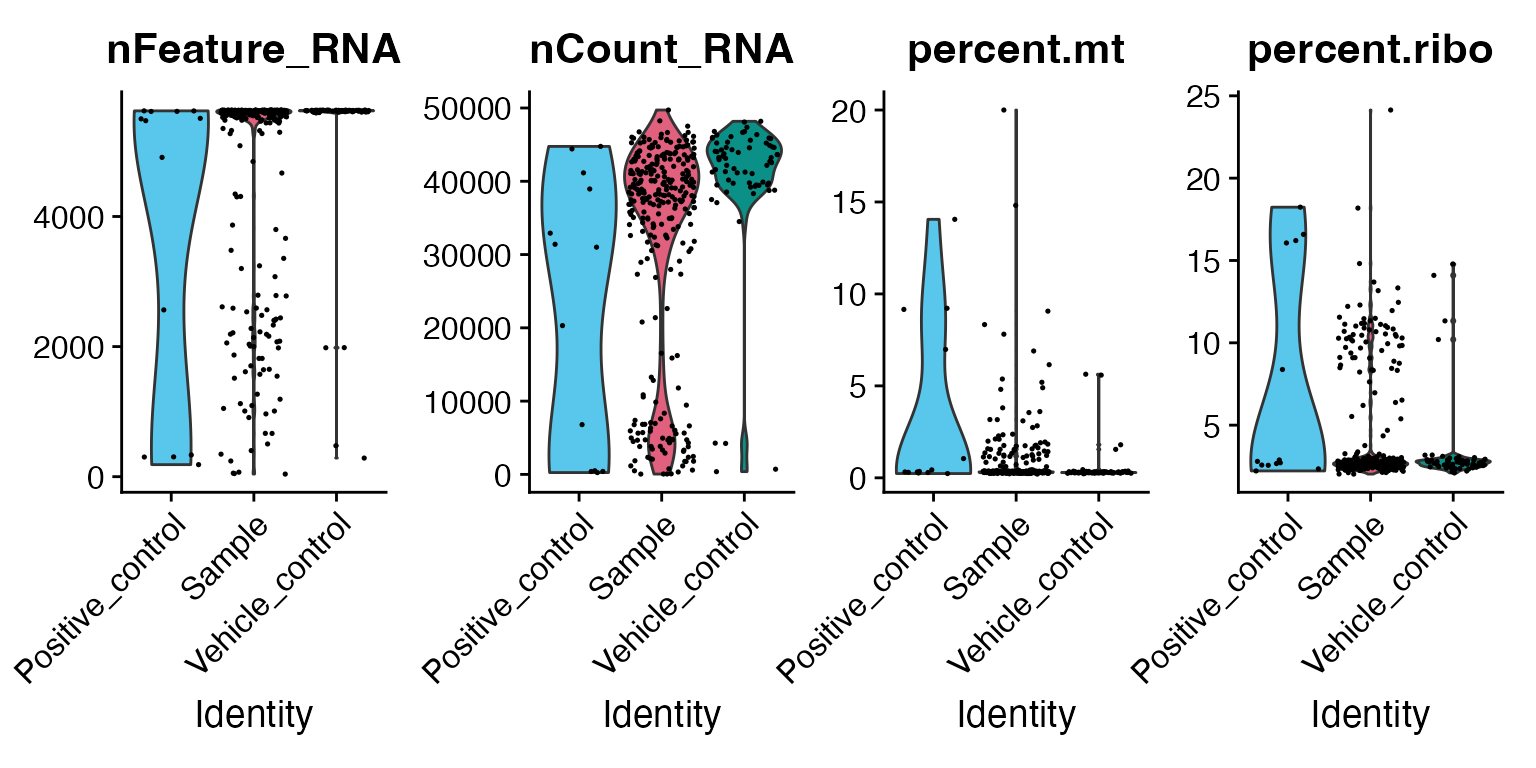 nFeature_RNA
4000
2000
0
Positive_control
Sample
Vehicle_control
Identity
nCount_RNA
50000
40000
30000
20000
10000
0
Positive_control
Sample
Vehicle_control
Identity
percent.mt
20
15
10
5
0
Positive_control
Sample
Vehicle_control
Identity
percent.ribo
25
20
15
10
5
Positive_control
Sample
Vehicle_control
Identity